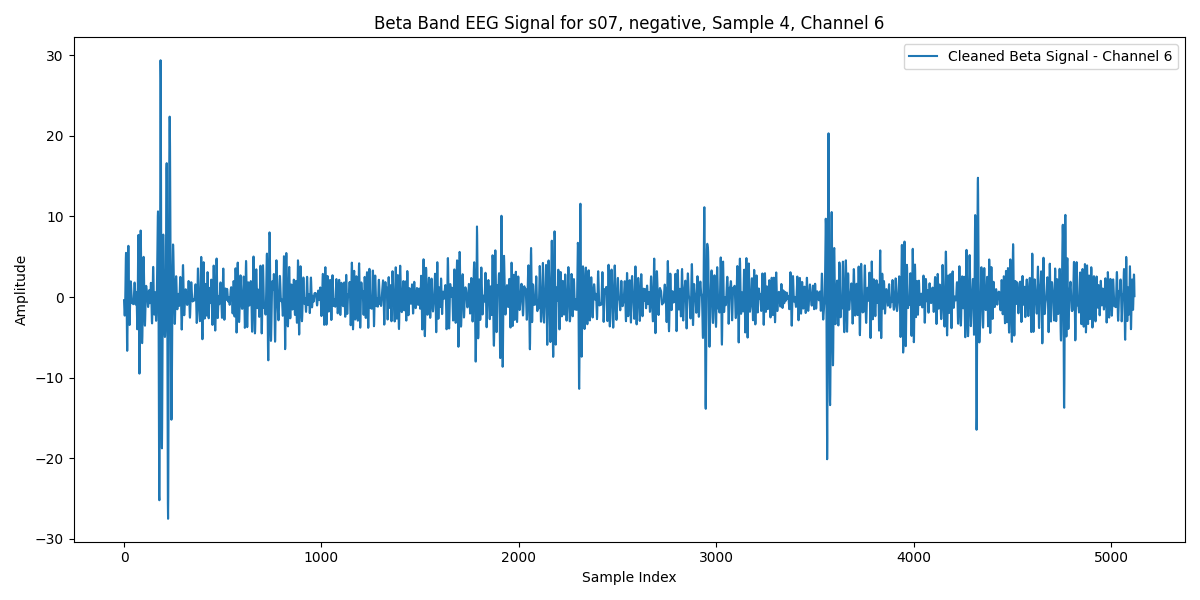 Beta Band EEG Signal for s07, negative, Sample 4, Channel 6
Cleaned Beta Signal - Channel 6
Amplitude
30
20
10
0
−10
−20
−30
0 1000 2000 3000 4000 5000
Sample Index